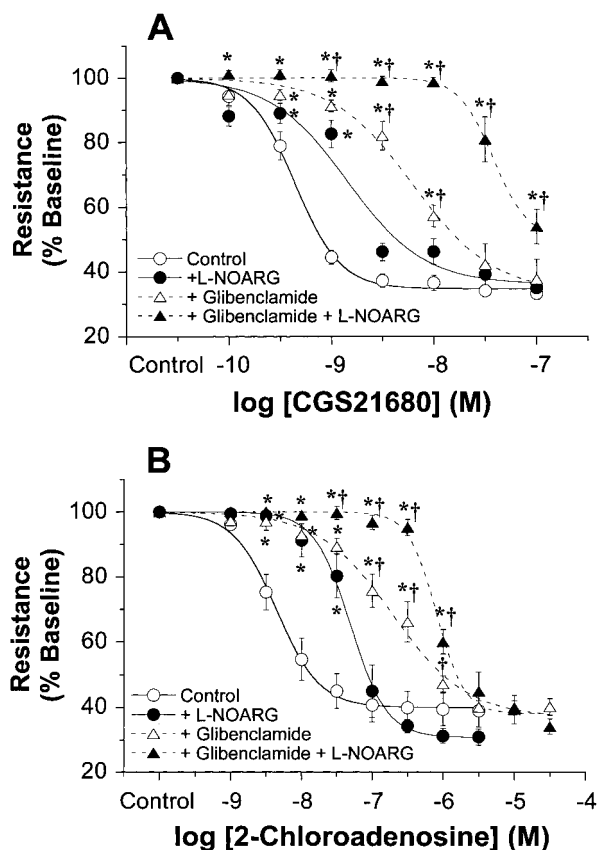 A
Resistance
(% Baseline)
100
80
60
40
20
* * *† *† *† *† *†
* * *† *†
* *
Control
+L-NOARG
+ Glibenclamide
+ Glibenclamide + L-NOARG
Control -10 -9 -8 -7
log [CGS21680] (M)
B
Resistance
(% Baseline)
100
80
60
40
20
* * *† *† *† *†
* * * *† *† †
* * *
Control
+ L-NOARG
+ Glibenclamide
+ Glibenclamide + L-NOARG
Control -9 -8 -7 -6 -5 -4
log [2-Chloroadenosine] (M)